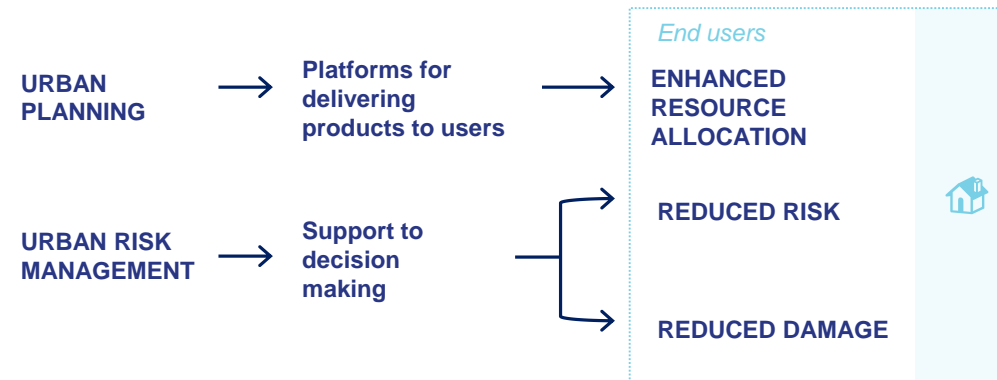 End users
URBAN
PLANNING
Platforms for
delivering
products to users
ENHANCED
RESOURCE
ALLOCATION
URBAN RISK
MANAGEMENT
Support to
decision
making
REDUCED RISK
REDUCED DAMAGE